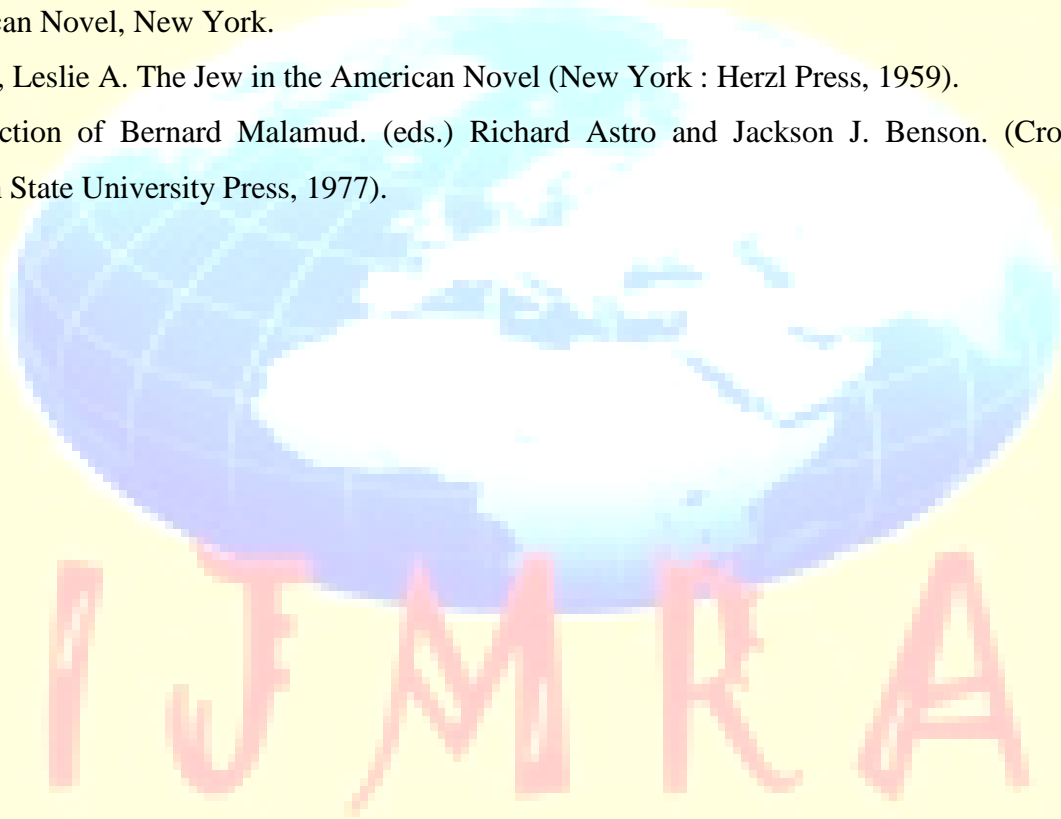 can Novel, New York.
, Leslie A. The Jew in the American Novel (New York : Herzl Press, 1959).
ction of Bernard Malamud. (eds.) Richard Astro and Jackson J. Benson. (Cro
State University Press, 1977).
IJMRA